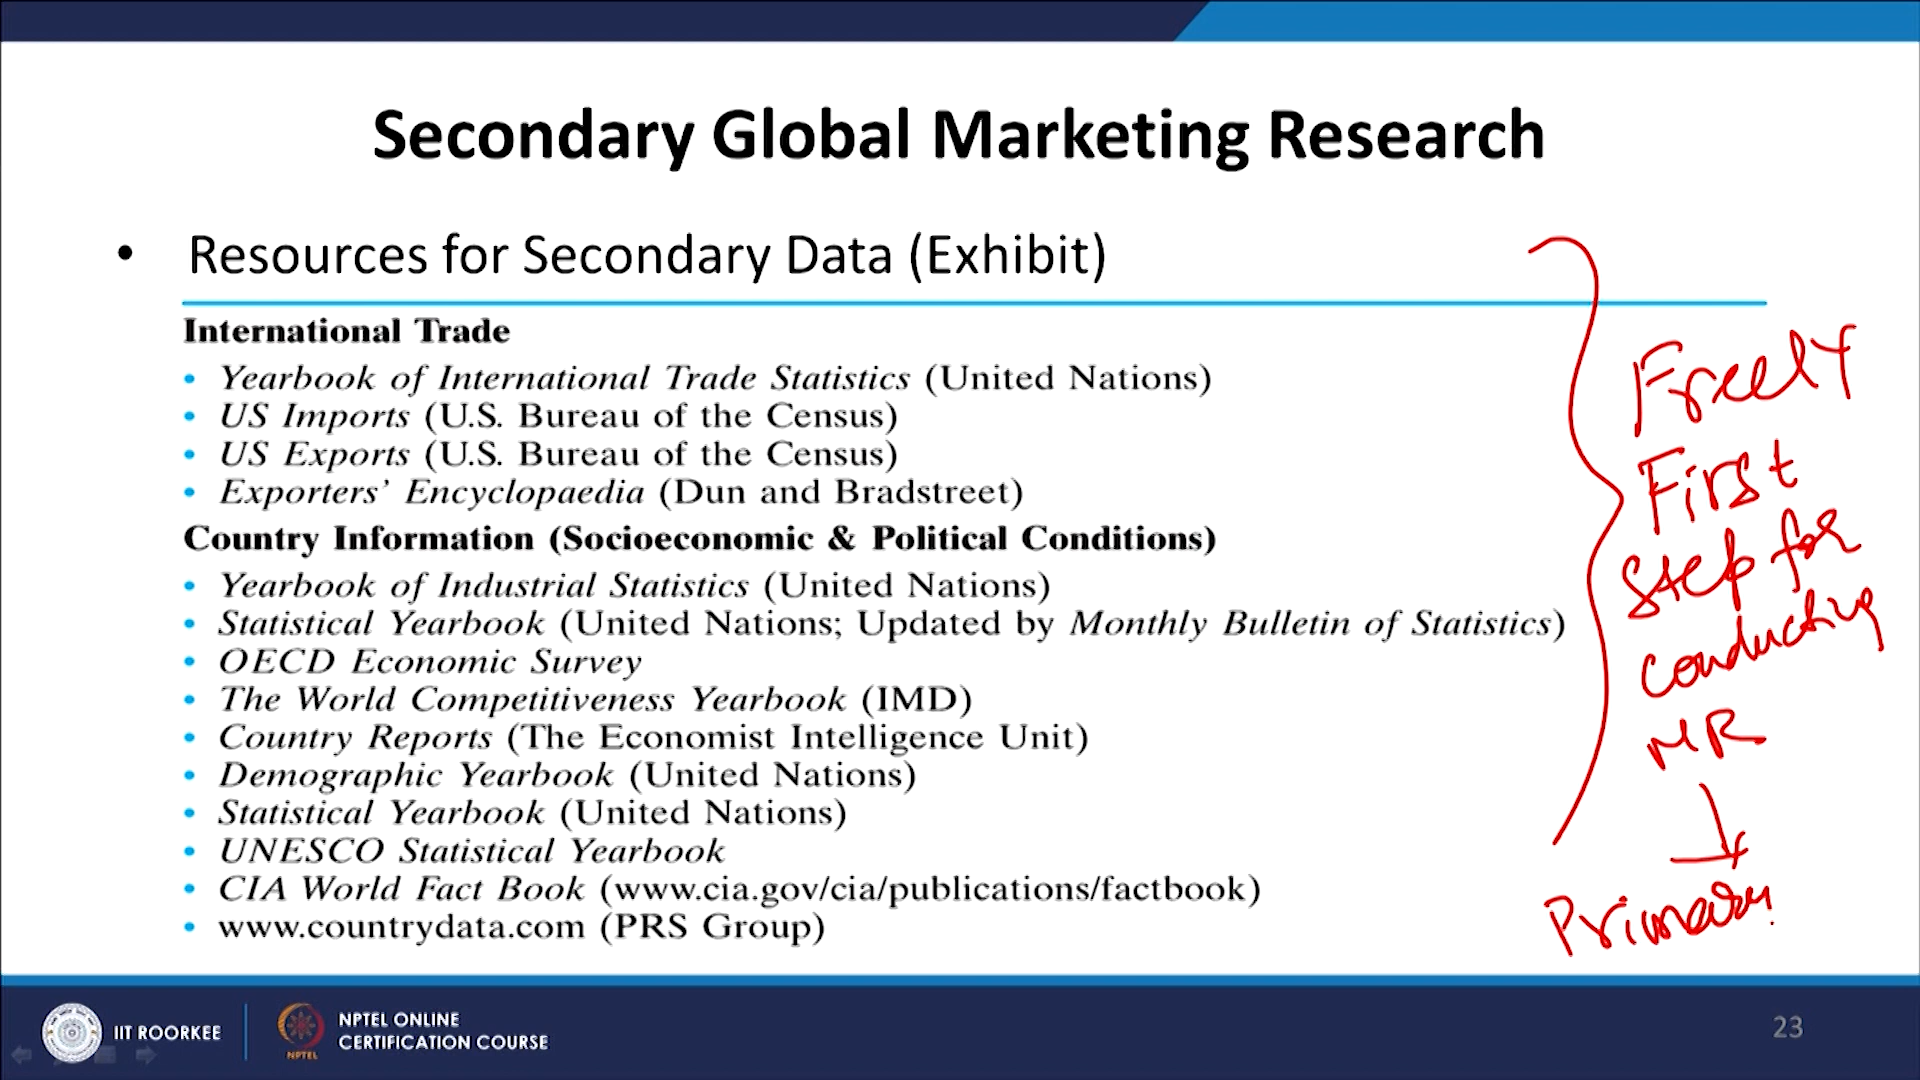 Secondary Global Marketing Research
• Resources for Secondary Data (Exhibit)
International Trade
• Yearbook of International Trade Statistics (United Nations)
• US Imports (U.S. Bureau of the Census)
• US Exports (U.S. Bureau of the Census)
• Exporters’ Encyclopaedia (Dun and Bradstreet)
Country Information (Socioeconomic & Political Conditions)
• Yearbook of Industrial Statistics (United Nations)
• Statistical Yearbook (United Nations; Updated by Monthly Bulletin of Statistics)
• OECD Economic Survey
• The World Competitiveness Yearbook (IMD)
• Country Reports (The Economist Intelligence Unit)
• Demographic Yearbook (United Nations)
• Statistical Yearbook (United Nations)
• UNESCO Statistical Yearbook
• CIA World Fact Book (www.cia.gov/cia/publications/factbook)
• www.countrydata.com (PRS Group)
Freely
First
Step for
conducting
MR
Primary
IIT ROORKEE
NPTEL
NPTEL ONLINE
CERTIFICATION COURSE
23